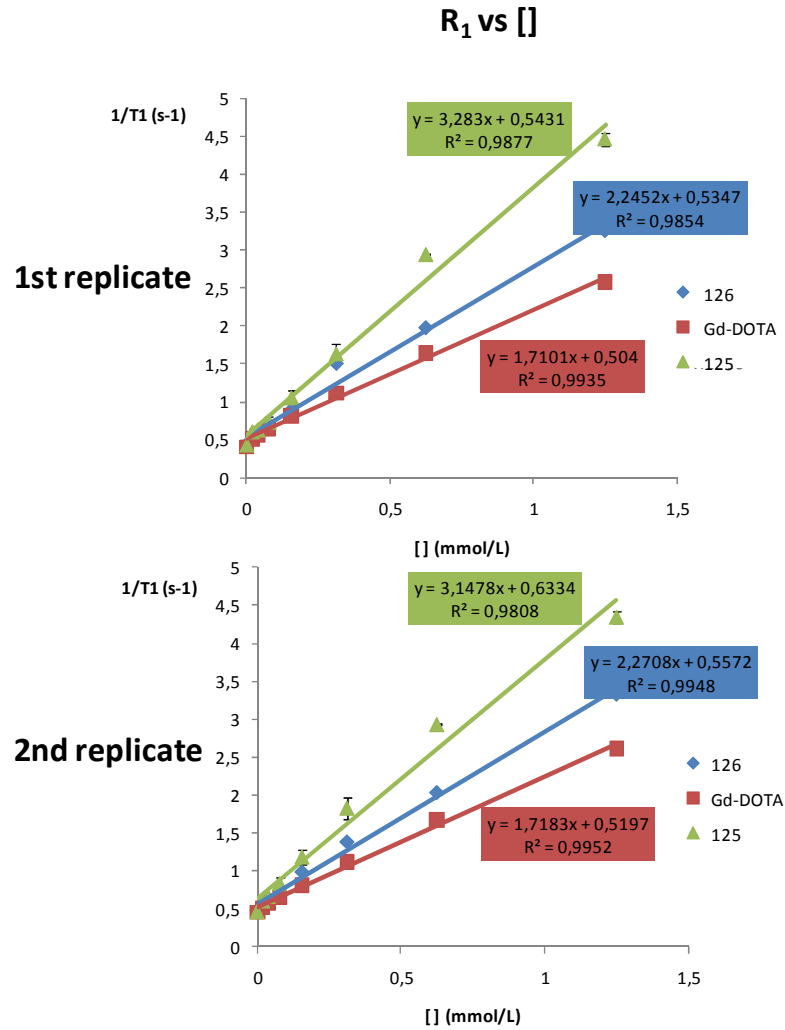 R₁ vs []
1st replicate
1/T1 (s-1)
5
4,5
4
3,5
3
2,5
2
1,5
1
0,5
0
y = 3,283x + 0,5431
R² = 0,9877
y = 2,2452x + 0,5347
R² = 0,9854
y = 1,7101x + 0,504
R² = 0,9935
126
Gd-DOTA
125
0 0,5 1 1,5
[ ] (mmol/L)
2nd replicate
1/T1 (s-1)
5
4,5
4
3,5
3
2,5
2
1,5
1
0,5
0
y = 3,1478x + 0,6334
R² = 0,9808
y = 2,2708x + 0,5572
R² = 0,9948
y = 1,7183x + 0,5197
R² = 0,9952
126
Gd-DOTA
125
0 0,5 1 1,5
[ ] (mmol/L)